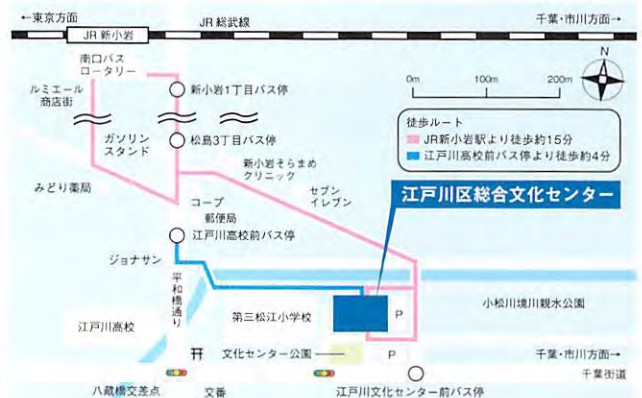 ←東京方面
JR 総武線
千葉・市川方面→
JR 新小岩
南口バス
ロータリー
N
ルミエール
商店街
新小岩1丁目バス停
0m
100m
200m
ガソリン
スタンド
松島3丁目バス停
徒歩ルート
JR新小岩駅より徒歩約15分
江戸川高校前バス停より徒歩約4分
新小岩そらまめ
クリニック
みどり薬局
セブン
イレブン
江戸川区総合文化センター
コープ
郵便局
江戸川高校前バス停
ジョナサン
平和橋通り
小松川境川親水公園
第三松江小学校
P
江戸川高校
文化センター公園
P
千葉・市川方面→
千葉街道
八蔵橋交差点
交番
江戸川文化センター前バス停